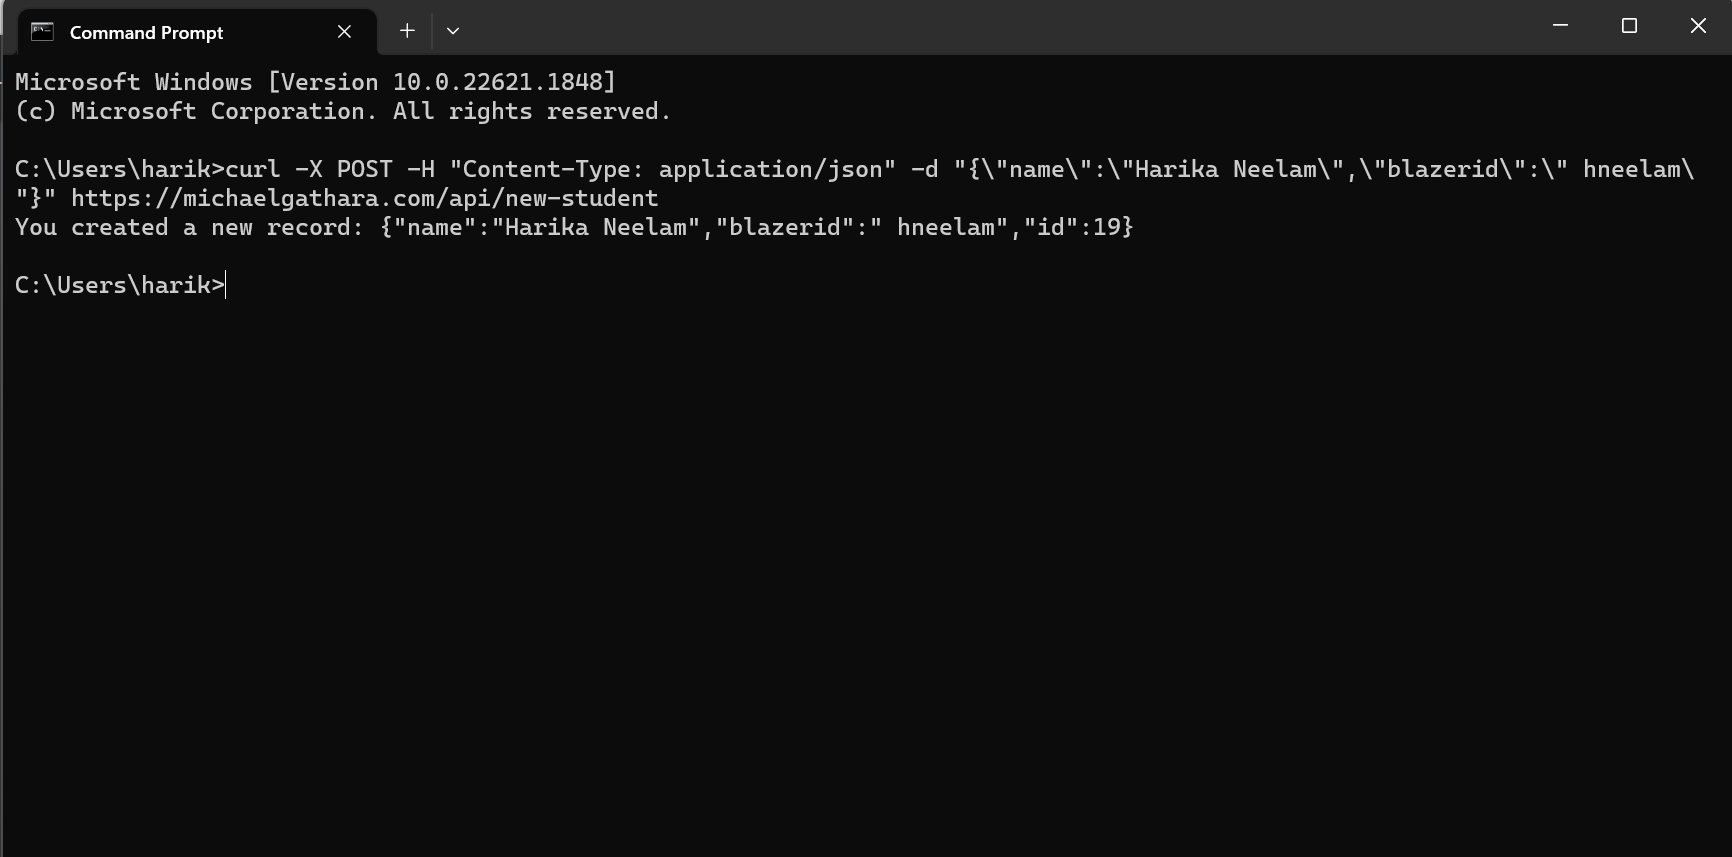 Command Prompt
Microsoft Windows [Version 10.0.22621.1848]
(c) Microsoft Corporation. All rights reserved.
C:\Users\harik>curl -X POST -H "Content-Type: application/json" -d "{\"name\":\"Harika Neelam\",\"blazerid\":\" hneelam\
"}" https://michaelgathara.com/api/new-student
You created a new record: {"name":"Harika Neelam","blazerid":" hneelam","id":19}
C:\Users\harik>